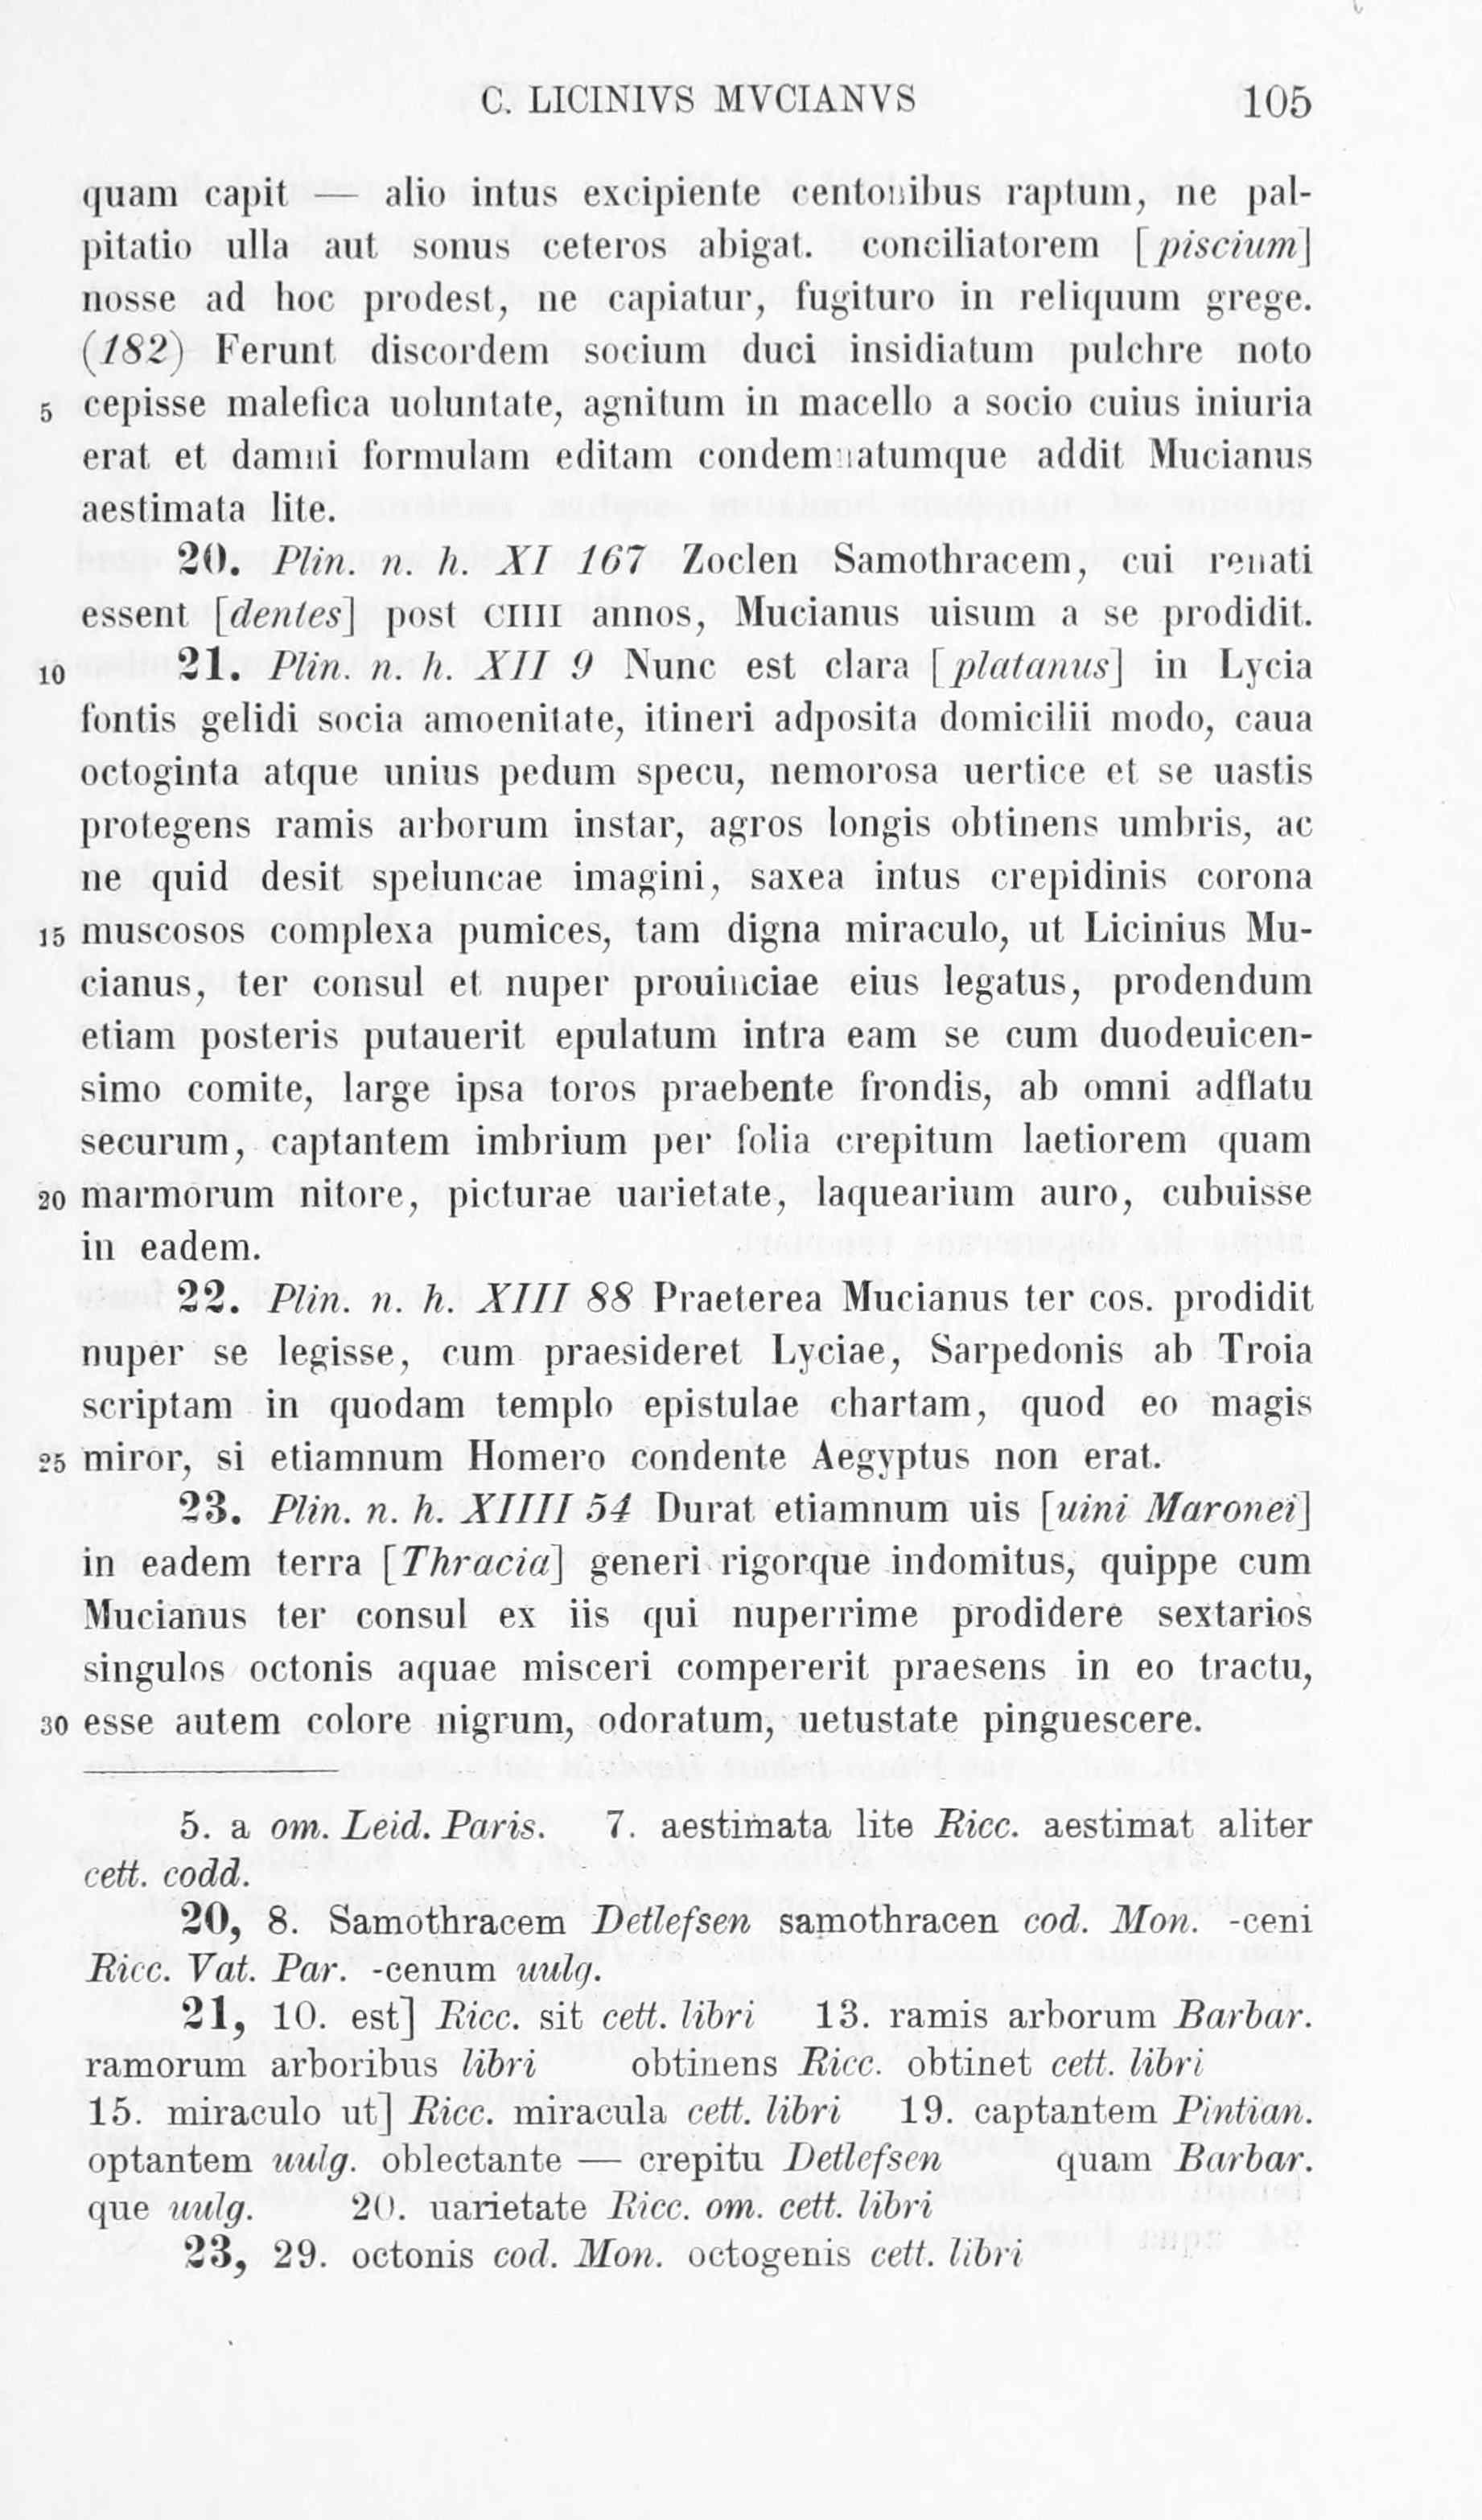 C. LICINIVS MVCIANVS 105
quam capit — alio intus excipiente centonibus raptum, ne pal-
pitatio ulla aut sonus ceteros abigat. conciliatorem [piscium]
nosse ad hoc prodest, ne capiatur, fugituro in reliquum grege.
(182) Ferunt discordem socium duci insidiatum pulchre noto
5 cepisse malefica uoluntate, agnitum in macello a socio cuius iniuria
erat et damni formulam editam condemnatumque addit Mucianus
aestimata lite.
20. Plin. n. h. XI 167 Zoclen Samothracem, cui renati
essent [dentes] post CIIII annos, Mucianus uisum a se prodidit.
10 21. Plin. n. h. XII 9 Nunc est clara [platanus] in Lycia
fontis gelidi socia amoenitate, itineri adposita domicilii modo, caua
octoginta atque unius pedum specu, nemorosa uertice et se uastis
protegens ramis arborum instar, agros longis obtinens umbris, ac
ne quid desit speluncae imagini, saxea intus crepidinis corona
15 muscosos complexa pumices, tam digna miraculo, ut Licinius Mu-
cianus, ter consul et nuper prouinciae eius legatus, prodendum
etiam posteris putauerit epulatum intra eam se cum duodeuicen-
simo comite, large ipsa toros praebente frondis, ab omni adflatu
securum, captantem imbrium per folia crepitum laetiorem quam
20 marmorum nitore, picturae uarietate, laquearium auro, cubuisse
in eadem.
22. Plin. n. h. XIII 88 Praeterea Mucianus ter cos. prodidit
nuper se legisse, cum praesideret Lyciae, Sarpedonis ab Troia
scriptam in quodam templo epistulae chartam, quod eo magis
25 miror, si etiamnum Homero condente Aegyptus non erat.
23. Plin. n. h. XIIII 54 Durat etiamnum uis [uini Maronei]
in eadem terra [Thracia] generi rigorque indomitus, quippe cum
Mucianus ter consul ex iis qui nuperrime prodidere sextarios
singulos octonis aquae misceri compererit praesens in eo tractu,
30 esse autem colore nigrum, odoratum, uetustate pinguescere.
5. a om. Leid. Paris. 7. aestimata lite Ricc. aestimat aliter
cett. codd.
20, 8. Samothracem Detlefsen samothracen cod. Mon. -ceni
Ricc. Vat. Par. -cenum uulg.
21, 10. est] Ricc. sit cett. libri 13. ramis arborum Barbar.
ramorum arboribus libri obtinens Ricc. obtinet cett. libri
15. miraculo ut] Ricc. miracula cett. libri 19. captantem Pintian.
optantem uulg. oblectante — crepitu Detlefsen quam Barbar.
que uulg. 20. uarietate Ricc. om. cett. libri
23, 29. octonis cod. Mon. octogenis cett. libri